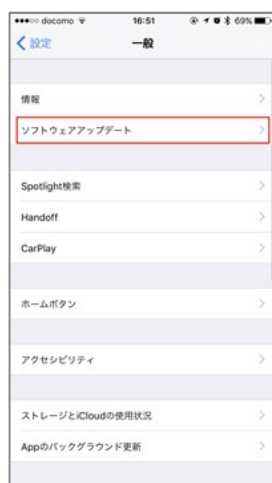 docomo 16:51 69%
設定 一般
情報
ソフトウェアアップデート
Spotlight検索
Handoff
CarPlay
ホームボタン
アクセシビリティ
ストレージとiCloudの使用状況
Appのバックグラウンド更新